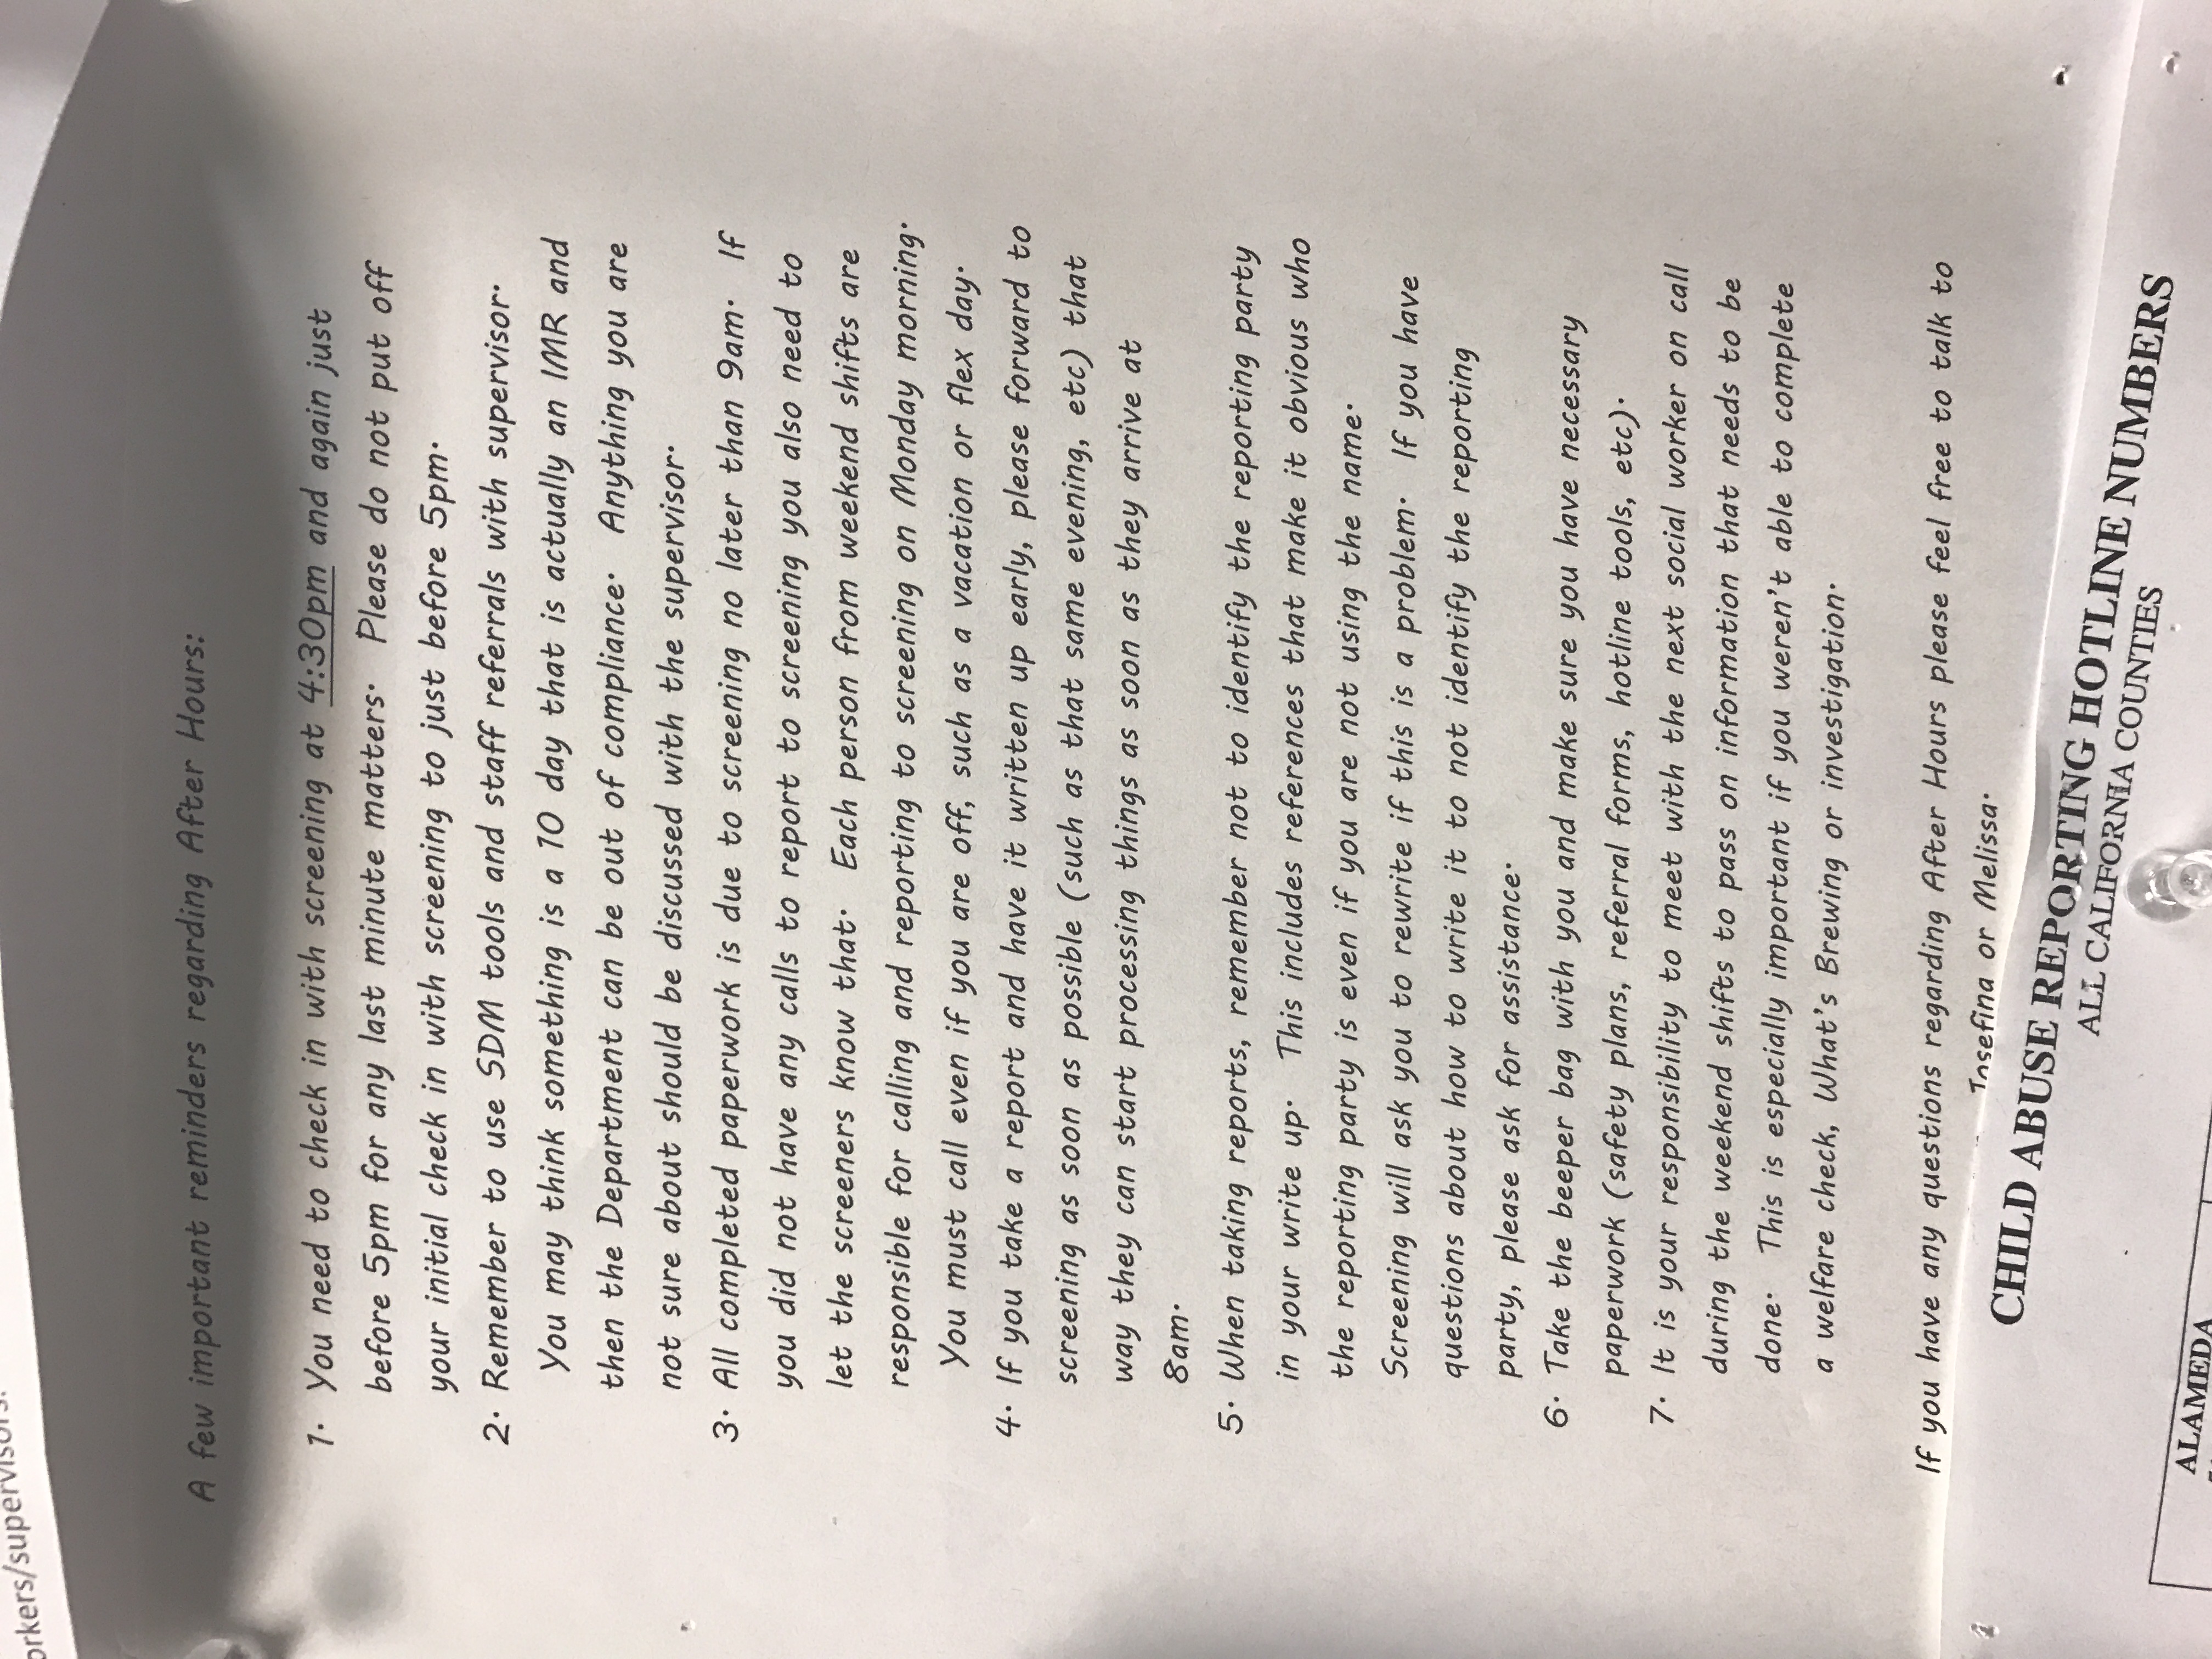 orkers/supervisors.
A few important reminders regarding After Hours:
1. You need to check in with screening at 4:30pm and again just
before 5pm for any last minute matters. Please do not put off
your initial check in with screening to just before 5pm.
2. Remember to use SDM tools and staff referrals with supervisor.
You may think something is a 10 day that is actually an IMR and
then the Department can be out of compliance. Anything you are
not sure about should be discussed with the supervisor.
3. All completed paperwork is due to screening no later than 9am. If
you did not have any calls to report to screening you also need to
let the screeners know that. Each person from weekend shifts are
responsible for calling and reporting to screening on Monday morning.
You must call even if you are off, such as a vacation or flex day.
4. If you take a report and have it written up early, please forward to
screening as soon as possible (such as that same evening, etc) that
way they can start processing things as soon as they arrive at
8am.
5. When taking reports, remember not to identify the reporting party
in your write up. This includes references that make it obvious who
the reporting party is even if you are not using the name.
Screening will ask you to rewrite if this is a problem. If you have
questions about how to write it to not identify the reporting
party, please ask for assistance.
6. Take the beeper bag with you and make sure you have necessary
paperwork (safety plans, referral forms, hotline tools, etc).
7. It is your responsibility to meet with the next social worker on call
during the weekend shifts to pass on information that needs to be
done. This is especially important if you weren't able to complete
a welfare check, What's Brewing or investigation.
If you have any questions regarding After Hours please feel free to talk to
Josefina or Melissa.
CHILD ABUSE REPORTING HOTLINE NUMBERS
ALL CALIFORNIA COUNTIES
ALAMEDA